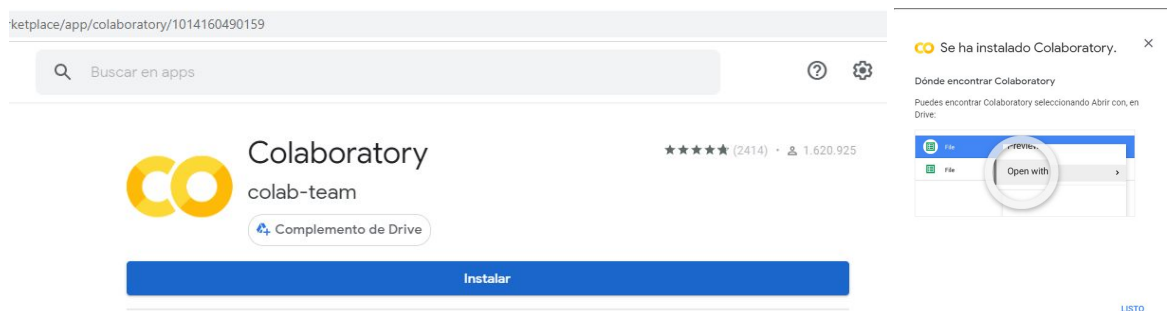 rketplace/app/colaboratory/1014160490159
Buscar en apps
Colaboratory
(2414) • 1.620.925
colab-team
Complemento de Drive
Instalar
CO Se ha instalado Colaboratory.
Dónde encontrar Colaboratory
Puedes encontrar Colaboratory seleccionando Abrir con, en
Drive:
File Preview
File Open with
LISTO